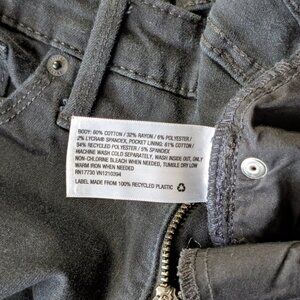 BODY: 60% COTTON / 32% RAYON / 6% POLYESTER /
2% LYCRA® SPANDEX, POCKET LINING: 61% COTTON /
34% RECYCLED POLYESTER / 5% SPANDEX
MACHINE WASH COLD SEPARATELY, WASH INSIDE OUT, ONLY
NON-CHLORINE BLEACH WHEN NEEDED, TUMBLE DRY LOW
WARM IRON WHEN NEEDED
RN17730 VN1210394
LABEL MADE FROM 100% RECYCLED PLASTIC